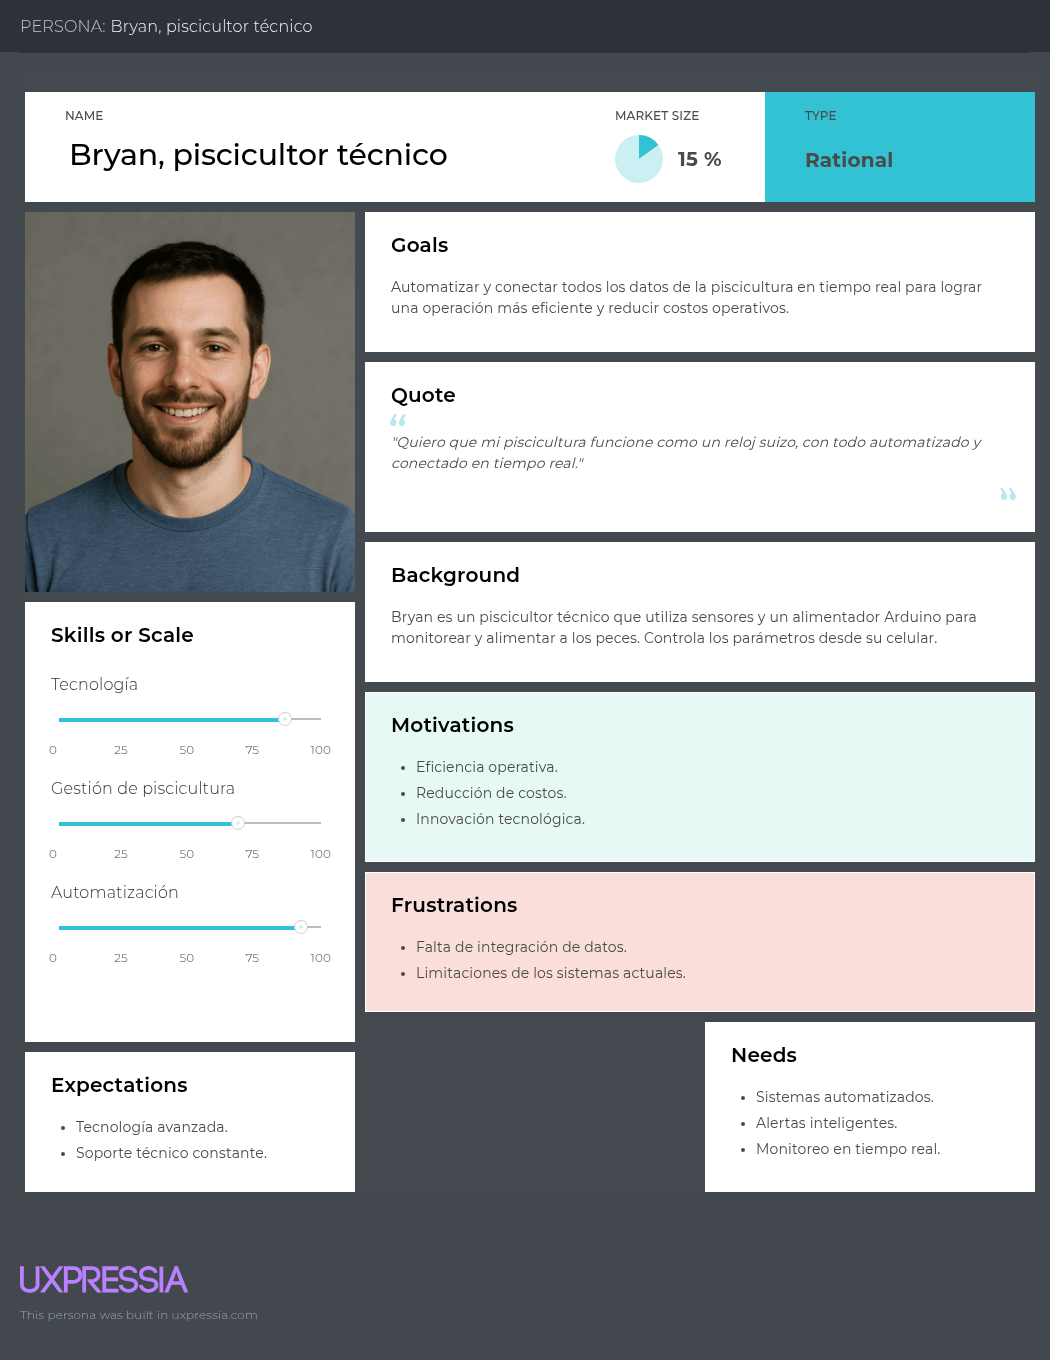 PERSONA: Bryan, piscicultor técnico
NAME
Bryan, piscicultor técnico
MARKET SIZE
15 %
TYPE
Rational
Goals
Automatizar y conectar todos los datos de la piscicultura en tiempo real para lograr
una operación más eficiente y reducir costos operativos.
Quote
“
"Quiero que mi piscicultura funcione como un reloj suizo, con todo automatizado y
conectado en tiempo real."
”
Background
Bryan es un piscicultor técnico que utiliza sensores y un alimentador Arduino para
monitorear y alimentar a los peces. Controla los parámetros desde su celular.
Skills or Scale
Tecnología
0 25 50 75 100
Gestión de piscicultura
0 25 50 75 100
Automatización
0 25 50 75 100
Motivations
• Eficiencia operativa.
• Reducción de costos.
• Innovación tecnológica.
Frustrations
• Falta de integración de datos.
• Limitaciones de los sistemas actuales.
Expectations
• Tecnología avanzada.
• Soporte técnico constante.
Needs
• Sistemas automatizados.
• Alertas inteligentes.
• Monitoreo en tiempo real.
UXPRESSIA
This persona was built in uxpressia.com